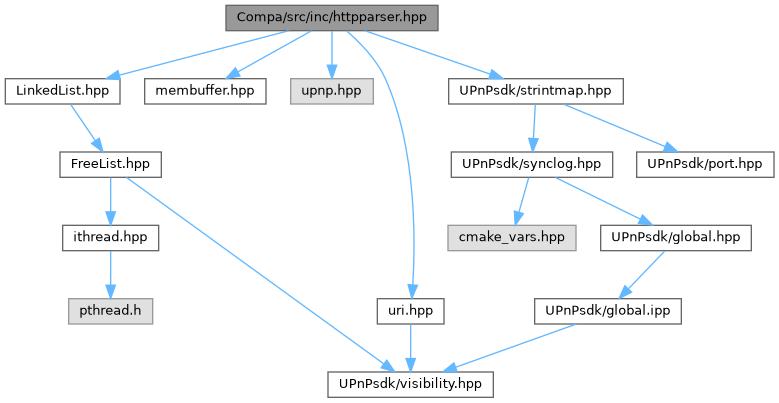 Compa/src/inc/httpparser.hpp
LinkedList.hpp
membuffer.hpp
upnp.hpp
UPnPsdk/strintmap.hpp
FreeList.hpp
UPnPsdk/synclog.hpp
UPnPsdk/port.hpp
ithread.hpp
cmake_vars.hpp
UPnPsdk/global.hpp
pthread.h
uri.hpp
UPnPsdk/global.ipp
UPnPsdk/visibility.hpp